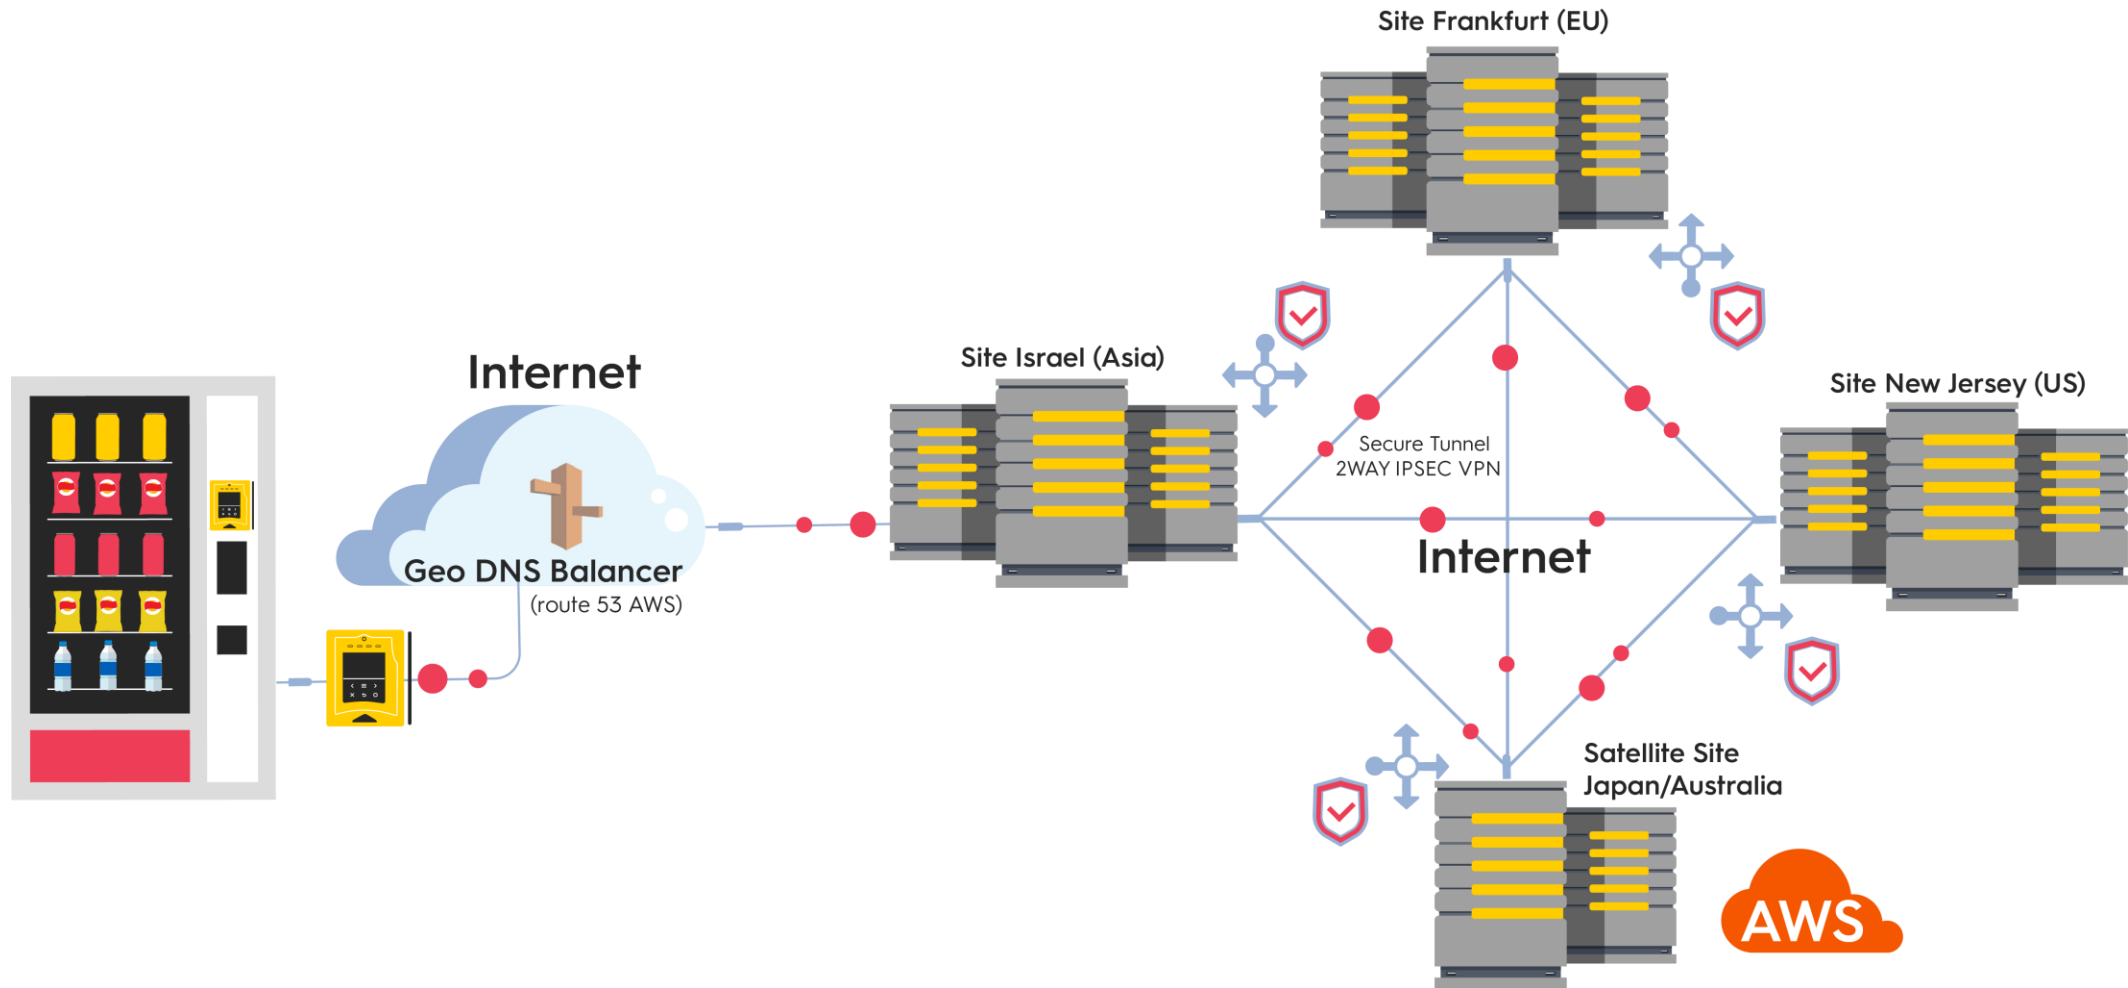 Site Frankfurt (EU)
Internet
Geo DNS Balancer
(route 53 AWS)
Site Israel (Asia)
Secure Tunnel
2WAY IPSEC VPN
Internet
Site New Jersey (US)
Satellite Site
Japan/Australia
AWS